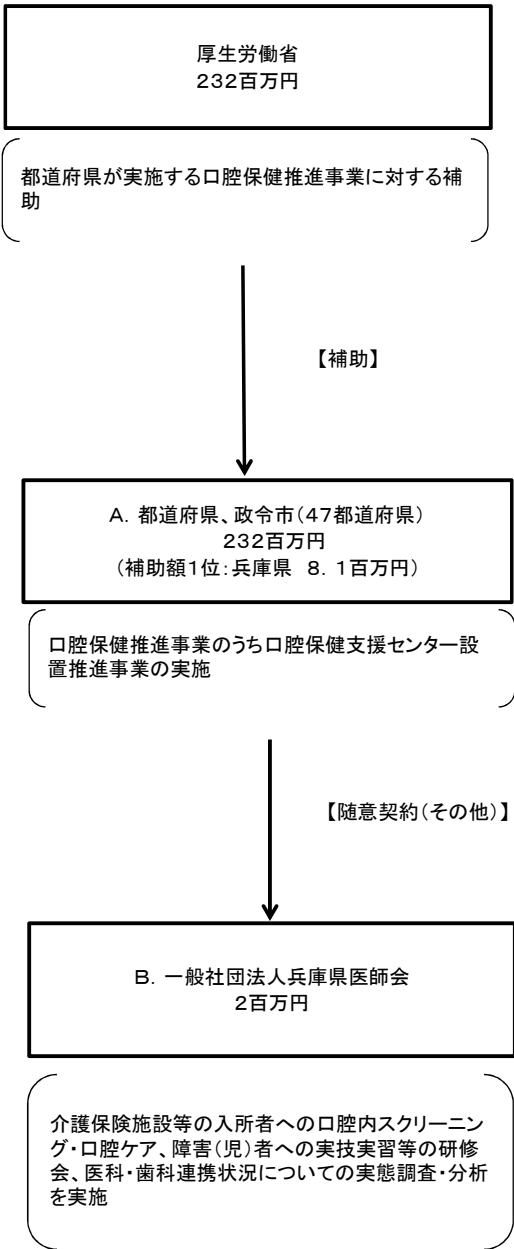 厚生労働省
232百万円
都道府県が実施する口腔保健推進事業に対する補
助
【補助】
A. 都道府県、政令市(47都道府県)
232百万円
(補助額1位:兵庫県 8. 1百万円)
口腔保健推進事業のうち口腔保健支援センター設
置推進事業の実施
【随意契約(その他)】
B. 一般社団法人兵庫県医師会
2百万円
介護保険施設等の入所者への口腔内スクリーニン
グ・口腔ケア、障害(児)者への実技実習等の研修
会、医科・歯科連携状況についての実態調査・分析
を実施